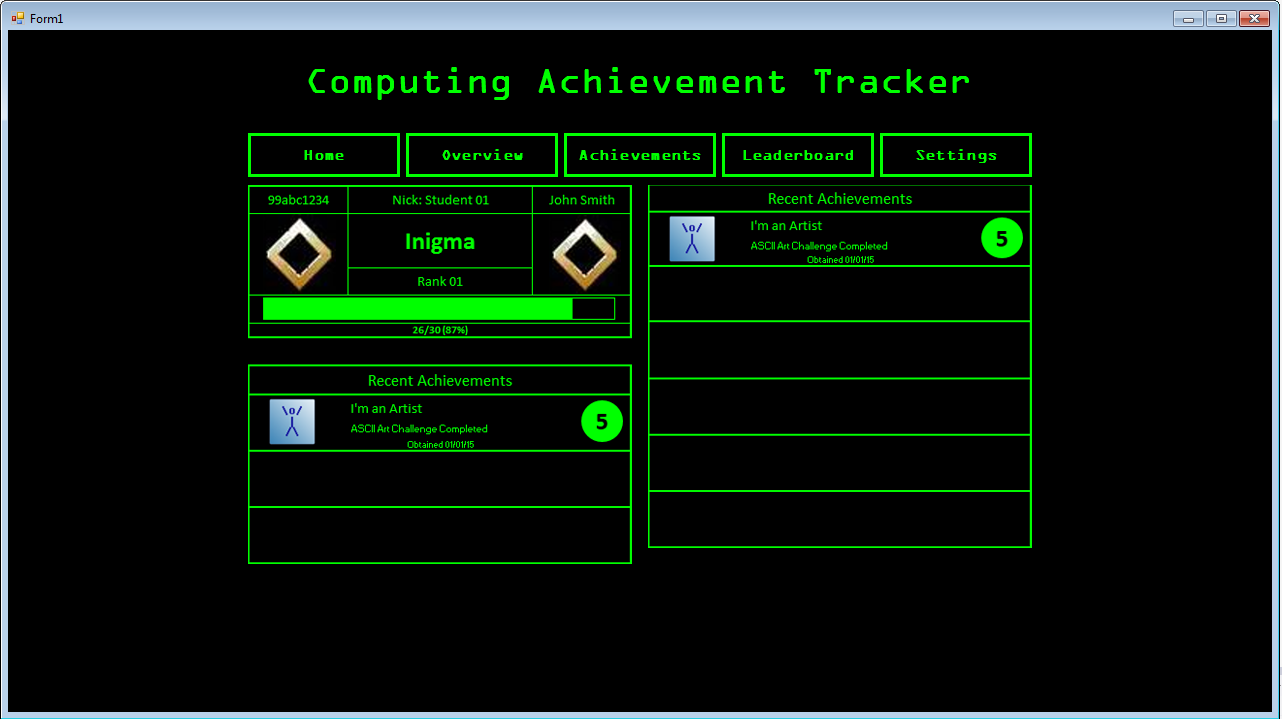 Form1
Computing Achievement Tracker
Home Overview Achievements Leaderboard Settings
99abc1234 Nick: Student 01 John Smith
Inigma
Rank 01
26/30 (87%)
Recent Achievements
I'm an Artist
ASCII Art Challenge Completed
Obtained 01/01/15
5
Recent Achievements
I'm an Artist
ASCII Art Challenge Completed
Obtained 01/01/15
5